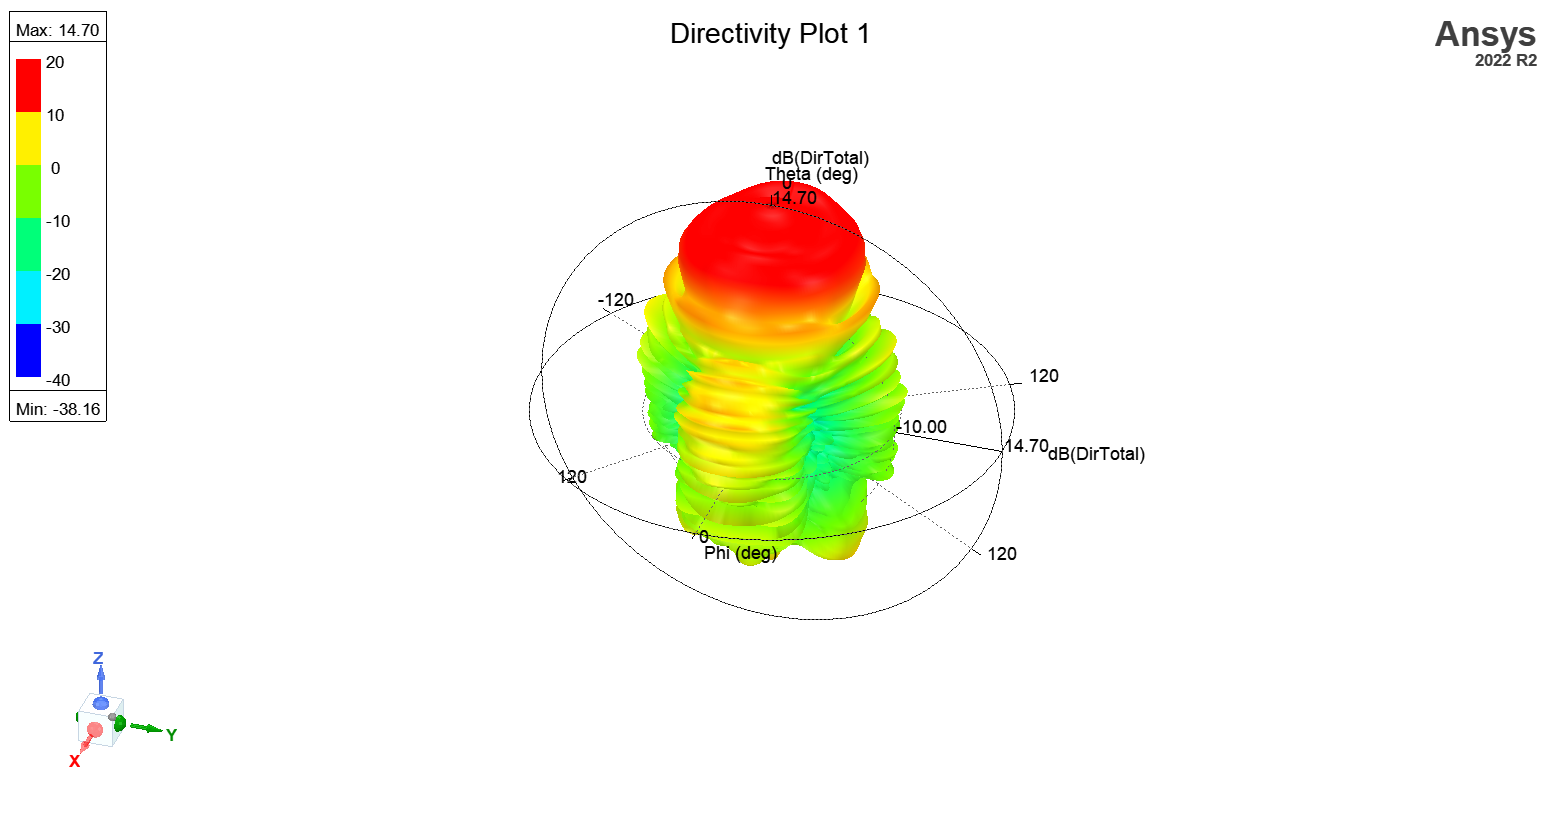 Directivity Plot 1
Ansys
2022 R2
Max: 14.70
20
10
0
-10
-20
-30
-40
Min: -38.16
dB(DirTotal)
Theta (deg)
0
14.70
-120
120
-10.00
14.70
dB(DirTotal)
120
0
Phi (deg)
120
Z
Y
X